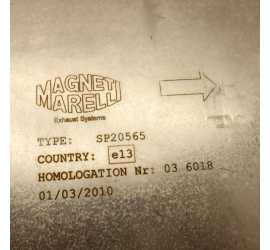 MAGNETI
MARELLI
Exhaust Systems
TYPE: SP20565
COUNTRY: e13
HOMOLOGATION Nr: 03 6018
01/03/2010